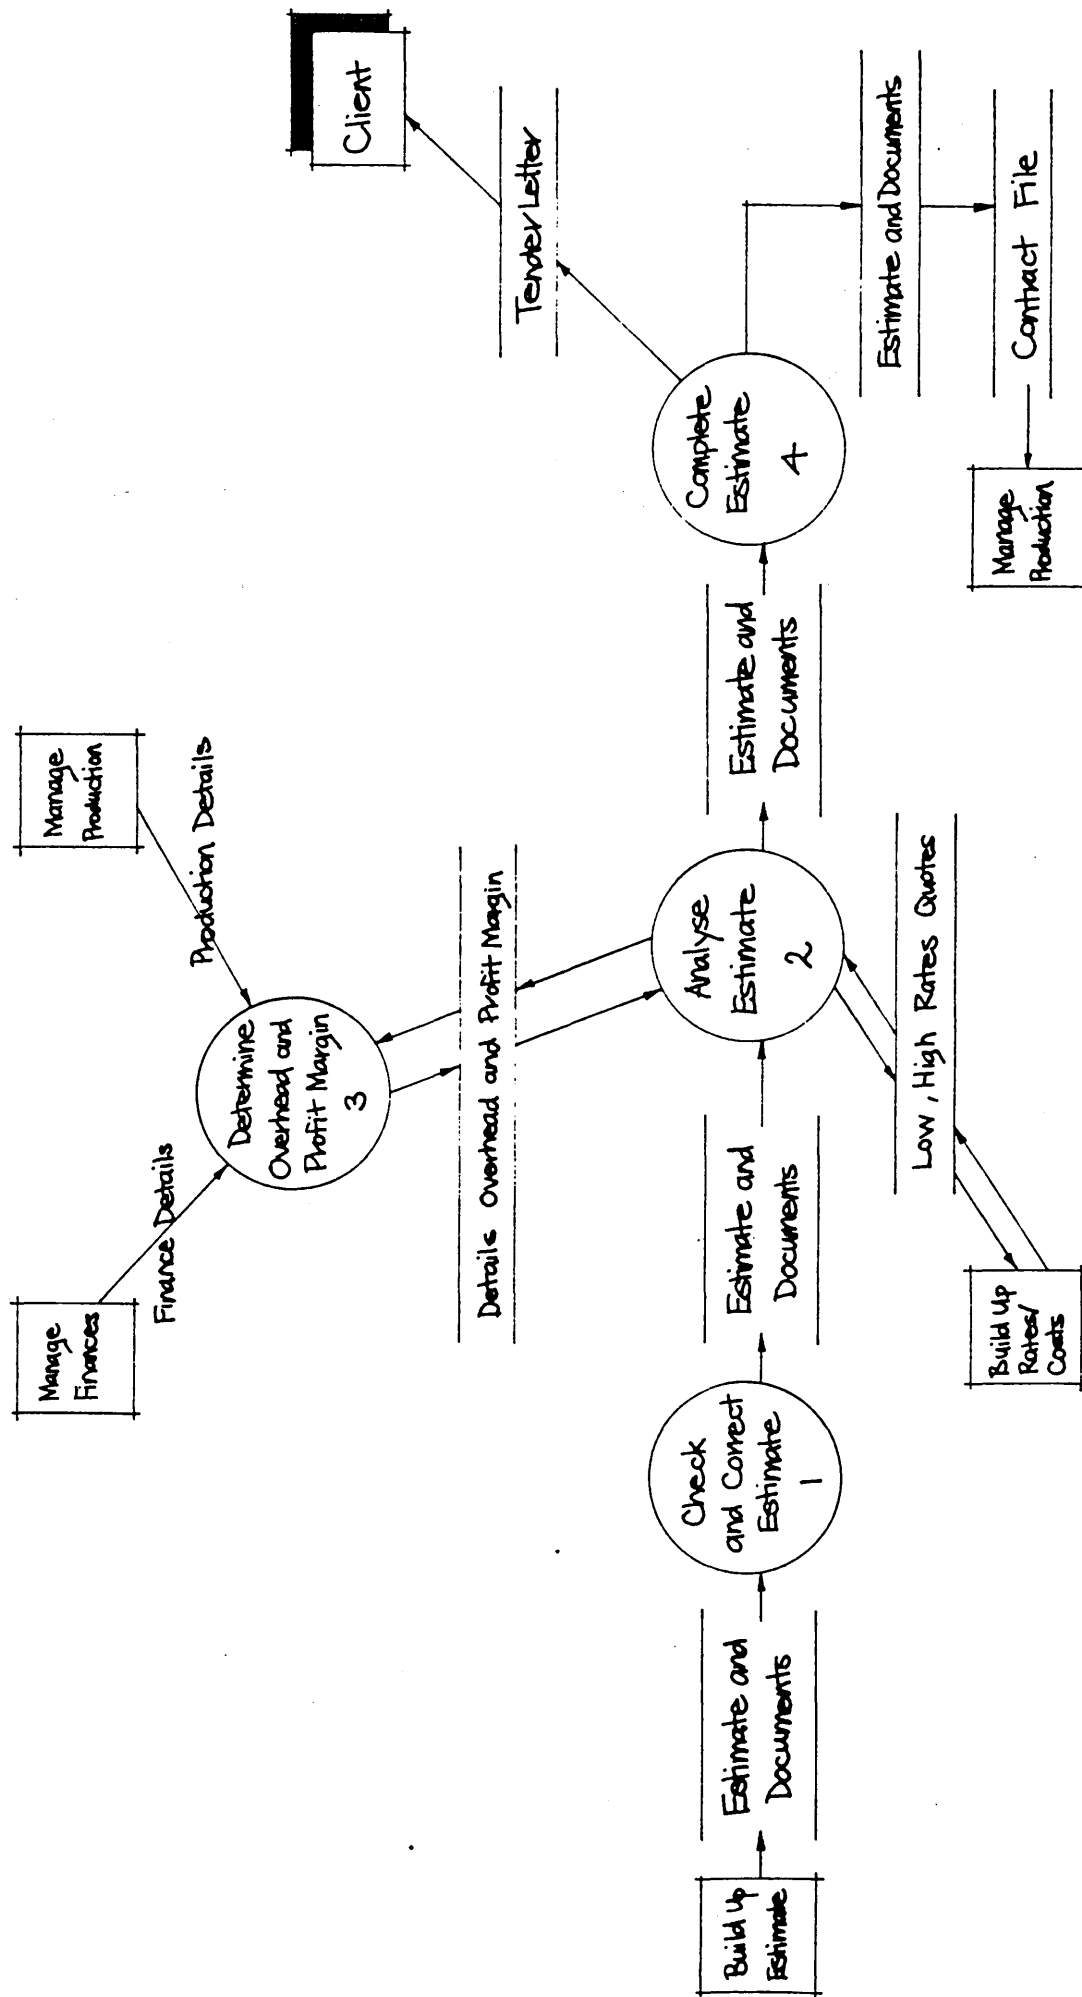 Manage
Finances
Finance Details
Manage
Production
Production Details
Determine
Overhead and
Profit Margin
3
Details Overhead and Profit Margin
Client
Tender Letter
Build Up
Estimate
Estimate and
Documents
Check
and Correct
Estimate
1
Estimate and
Documents
Analyse
Estimate
2
Estimate and
Documents
Complete
Estimate
4
Low, High Rates Quotes
Build Up
Rates/
Costs
Estimate and Documents
Contract File
Manage
Production